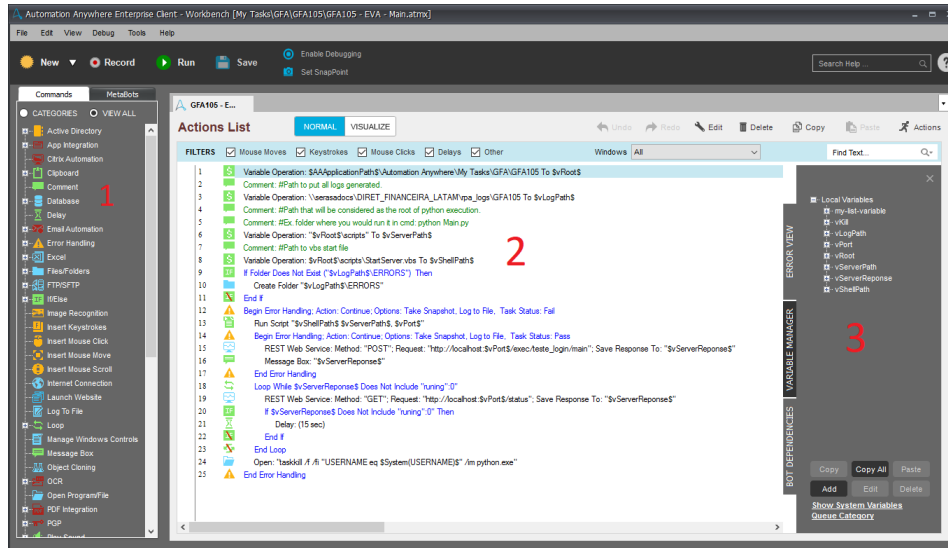 Automation Anywhere Enterprise Client - Workbench [My Tasks\GFA\GFA105\GFA105 - EVA - Main.atmx]
File Edit View Debug Tools Help
New Record Run Save
Enable Debugging
Set SnapPoint
Search Help ...
?
Commands MetaBots
CATEGORIES VIEW ALL
Active Directory
App Integration
Citrix Automation
Clipboard
Comment
Database
Delay
Email Automation
Error Handling
Excel
Files/Folders
FTP/SFTP
If/Else
Image Recognition
Insert Keystrokes
Insert Mouse Click
Insert Mouse Move
Insert Mouse Scroll
Internet Connection
Launch Website
Log To File
Loop
Manage Windows Controls
Message Box
Object Cloning
OCR
Open Program/File
PDF Integration
PGP
Play Sound
1
GFA105 - E...
Actions List NORMAL VISUALIZE Undo Redo Edit Delete Copy Paste Actions
FILTERS Mouse Moves Keystrokes Mouse Clicks Delays Other Windows All Find Text...
1 Variable Operation: $AAApplicationPath$\Automation Anywhere\My Tasks\GFA\GFA105 To $vRoot$
2 Comment: #Path to put all logs generated.
3 Variable Operation: \\serasadocs\DIRET_FINANCEIRA_LATAM\rpa_logs\GFA105 To $vLogPath$
4 Comment: #Path that will be considered as the root of python execution.
5 Comment: #Ex: folder where you would run it in cmd: python Main.py
6 Variable Operation: "$vRoot$\scripts" To $vServerPath$
7 Comment: #Path to vbs start file
8 Variable Operation: $vRoot$\scripts\StartServer.vbs To $vShellPath$
9 If Folder Does Not Exist ("$vLogPath$\ERRORS") Then
10 Create Folder "$vLogPath$\ERRORS"
11 End If
12 Begin Error Handling; Action: Continue; Options: Take Snapshot, Log to File, Task Status: Fail
13 Run Script "$vShellPath$ $vServerPath$, $vPort$"
14 Begin Error Handling; Action: Continue; Options: Take Snapshot, Log to File, Task Status: Pass
15 REST Web Service: Method: "POST"; Request: "http://localhost:$vPort$/exec/teste_login/main"; Save Response To: "$vServerReponse$"
16 Message Box: "$vServerReponse$"
17 End Error Handling
18 Loop While $vServerReponse$ Does Not Include "runing":0"
19 REST Web Service: Method: "GET"; Request: "http://localhost:$vPort$/status"; Save Response To: "$vServerReponse$"
20 If $vServerReponse$ Does Not Include "runing":0" Then
21 Delay: (15 sec)
22 End If
23 End Loop
24 Open: "taskkill /f /fi "USERNAME eq $System(USERNAME)$" /im python.exe"
25 End Error Handling
2
ERROR VIEW
VARIABLE MANAGER
BOT DEPENDENCIES
Local Variables
my-list-variable
vKill
vLogPath
vPort
vRoot
vServerPath
vServerReponse
vShellPath
3
Copy Copy All Paste
Add Edit Delete
Show System Variables
Queue Category